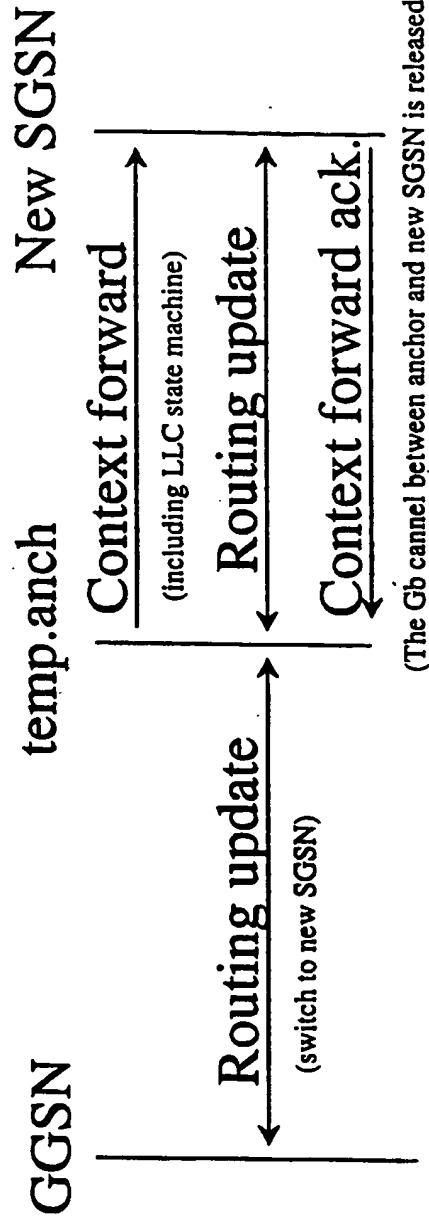 GGSN
temp.anch
New SGSN
Context forward
(including LLC state machine)
Routing update
(switch to new SGSN)
Routing update
Context forward ack.
(The Gb cannel between anchor and new SGSN is released